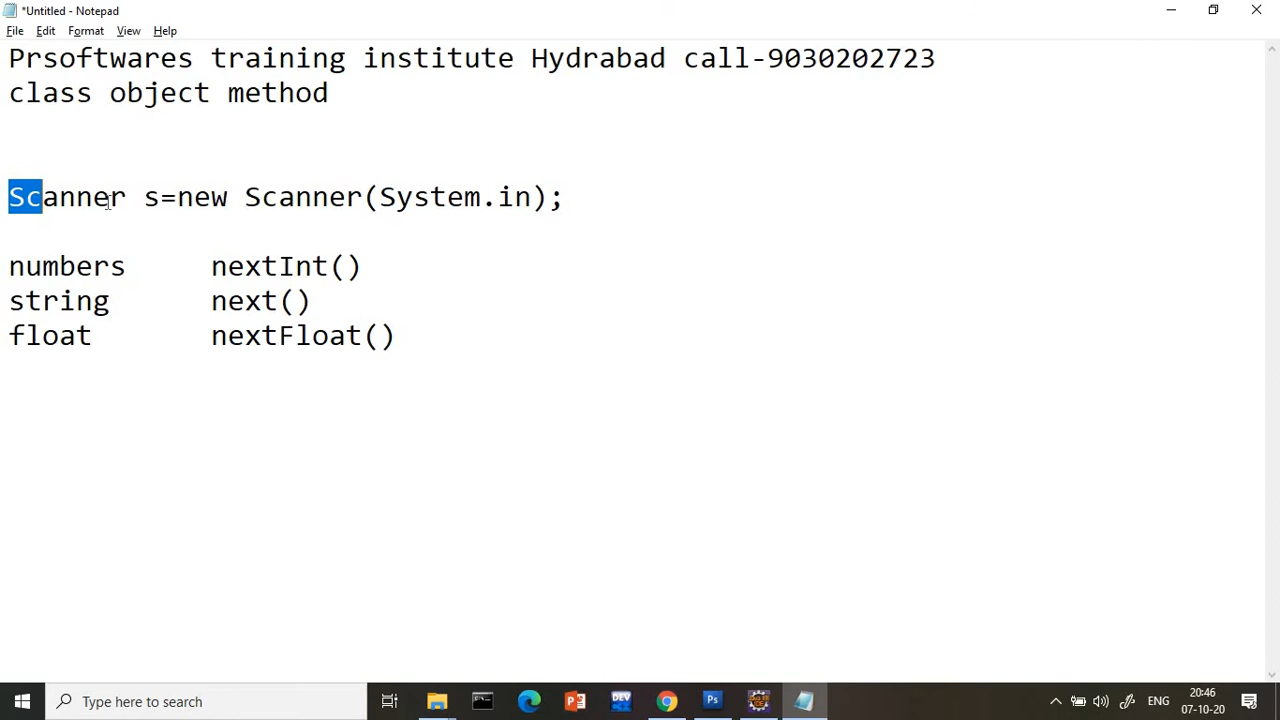 *Untitled - Notepad
File Edit Format View Help
Prsoftwares training institute Hydrabad call-9030202723
class object method
Scanner s=new Scanner(System.in);
numbers nextInt()
string next()
float nextFloat()
Type here to search
ENG
20:46
07-10-20